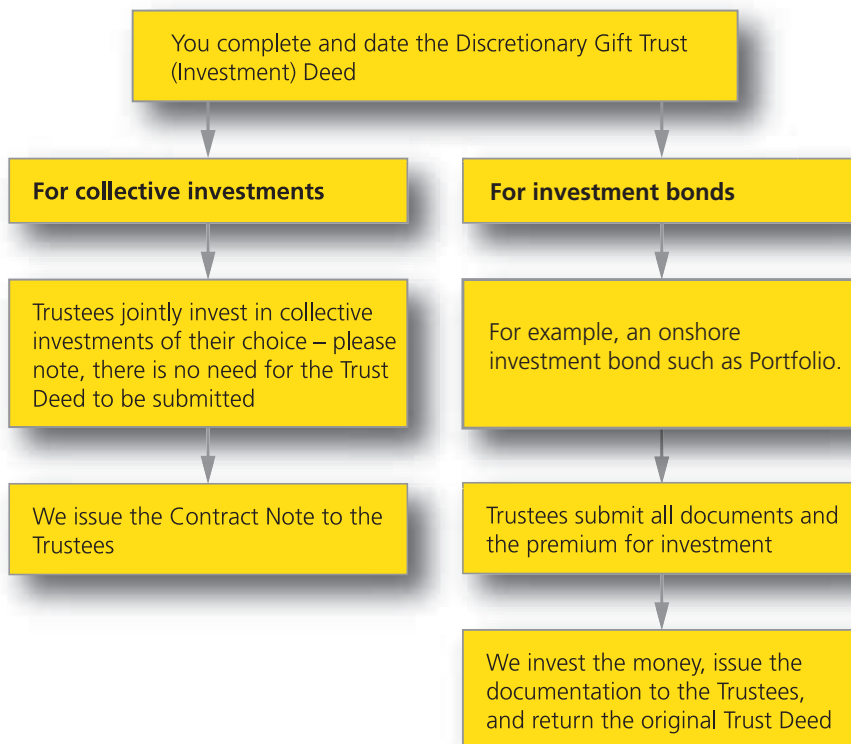 You complete and date the Discretionary Gift Trust
(Investment) Deed
For collective investments
Trustees jointly invest in collective
investments of their choice – please
note, there is no need for the Trust
Deed to be submitted
We issue the Contract Note to the
Trustees
For investment bonds
For example, an onshore
investment bond such as Portfolio.
Trustees submit all documents and
the premium for investment
We invest the money, issue the
documentation to the Trustees,
and return the original Trust Deed